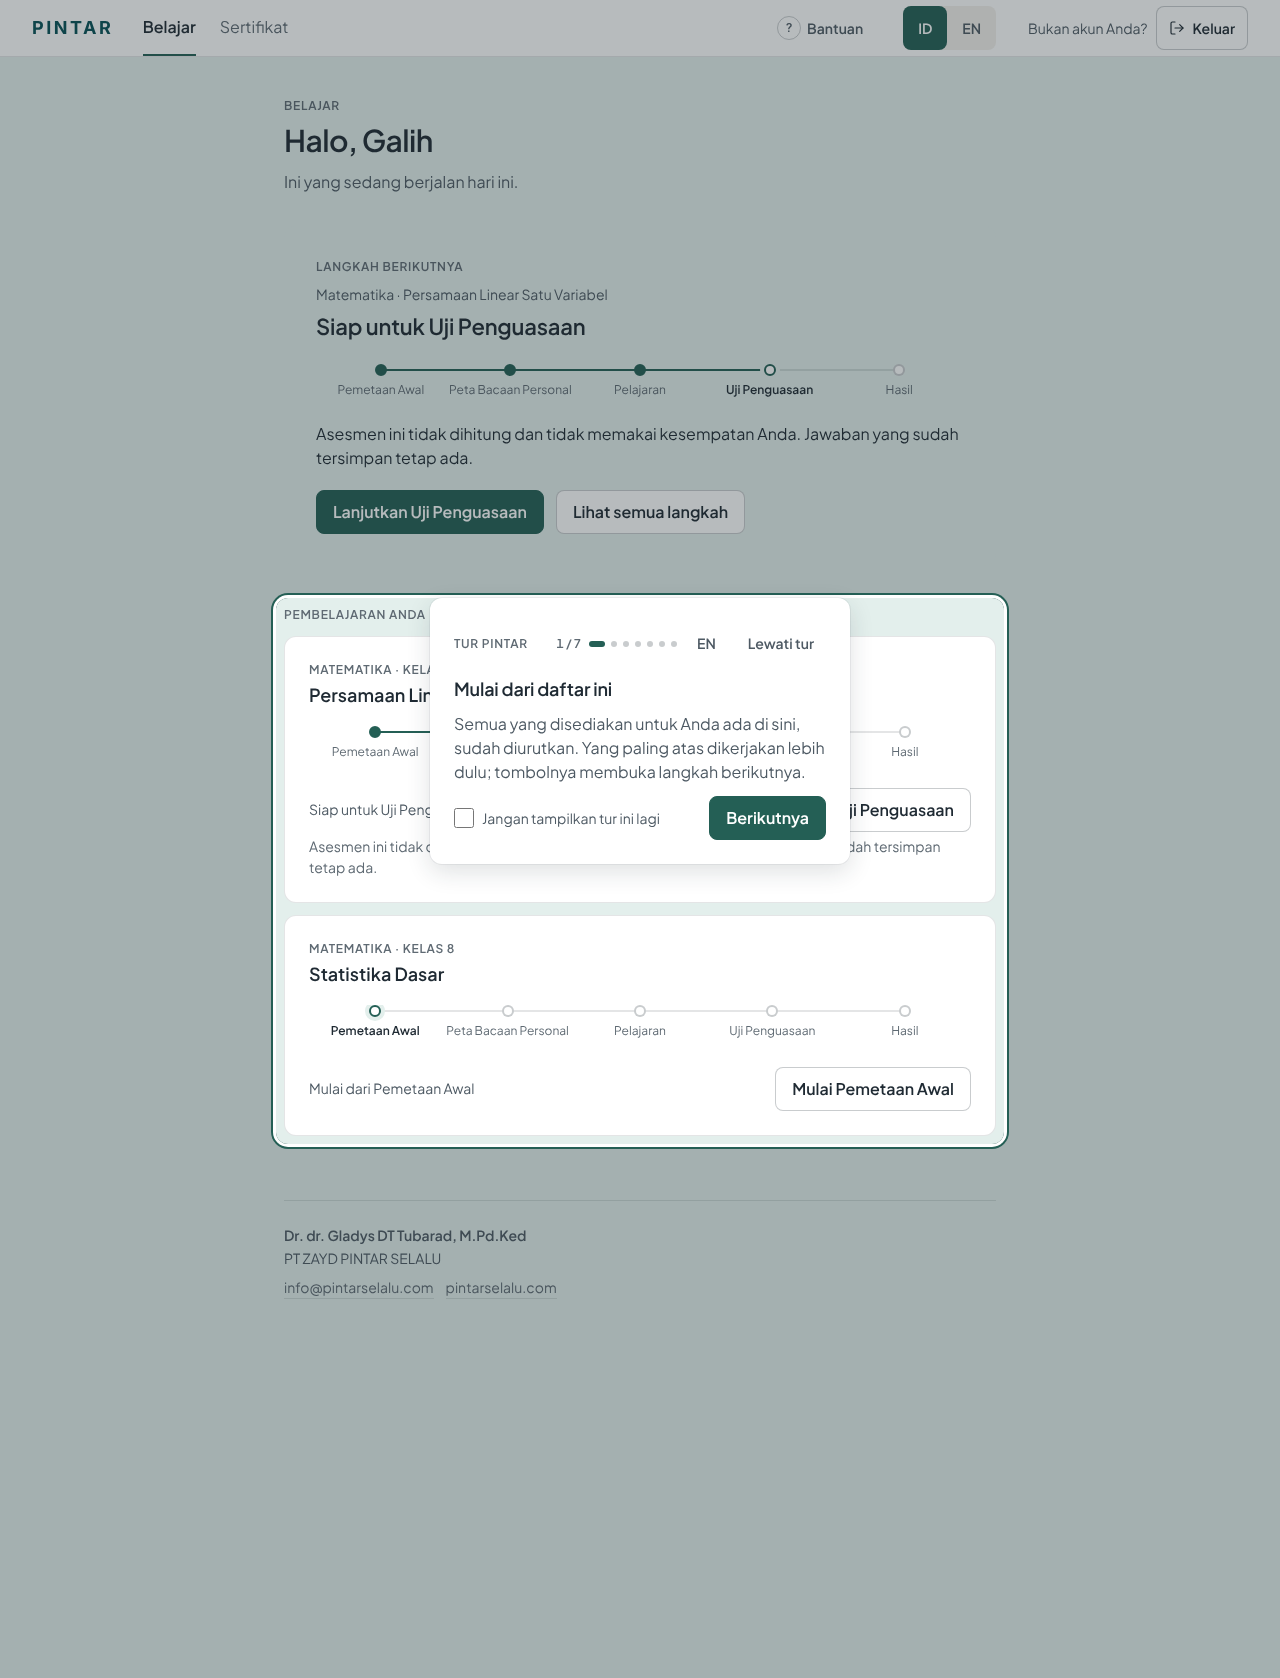 PINTAR
Belajar
Sertifikat
?
Bantuan
ID
EN
Bukan akun Anda?
Keluar
BELAJAR
Halo, Galih
Ini yang sedang berjalan hari ini.
LANGKAH BERIKUTNYA
Matematika · Persamaan Linear Satu Variabel
Siap untuk Uji Penguasaan
Pemetaan Awal
Peta Bacaan Personal
Pelajaran
Uji Penguasaan
Hasil
Asesmen ini tidak dihitung dan tidak memakai kesempatan Anda. Jawaban yang sudah
tersimpan tetap ada.
Lanjutkan Uji Penguasaan
Lihat semua langkah
PEMBELAJARAN ANDA
TUR PINTAR
1/7
EN
Lewati tur
Mulai dari daftar ini
Semua yang disediakan untuk Anda ada di sini,
sudah diurutkan. Yang paling atas dikerjakan lebih
dulu; tombolnya membuka langkah berikutnya.
Jangan tampilkan tur ini lagi
Berikutnya
MATEMATIKA ·
Persamaan
Pemetaan Awal
Hasil
Siap untuk Uji
Penguasaan
Asesmen ini tidak
tersimpan
tetap ada.
MATEMATIKA · KELAS 8
Statistika Dasar
Pemetaan Awal
Peta Bacaan Personal
Pelajaran
Uji Penguasaan
Hasil
Mulai dari Pemetaan Awal
Mulai Pemetaan Awal
Dr. dr. Gladys DT Tubarad, M.Pd.Ked
PT ZAYD PINTAR SELALU
info@pintarselalu.com
pintarselalu.com